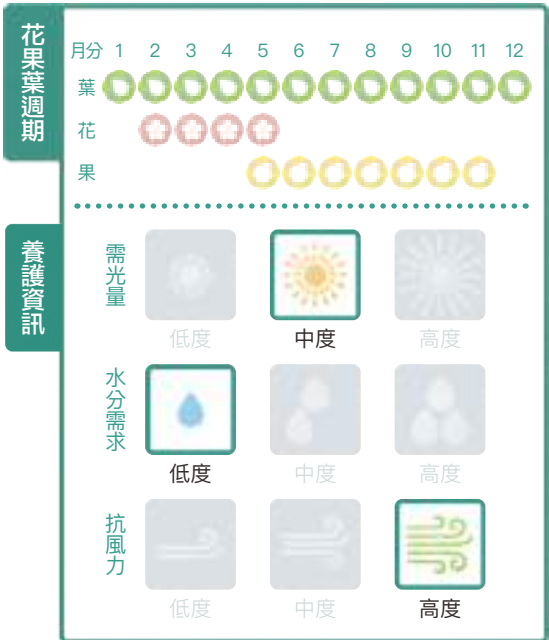 花果葉週期
月分 1 2 3 4 5 6 7 8 9 10 11 12
葉
花
果
養護資訊
需光量
低度 中度 高度
水分需求
低度 中度 高度
抗風力
低度 中度 高度